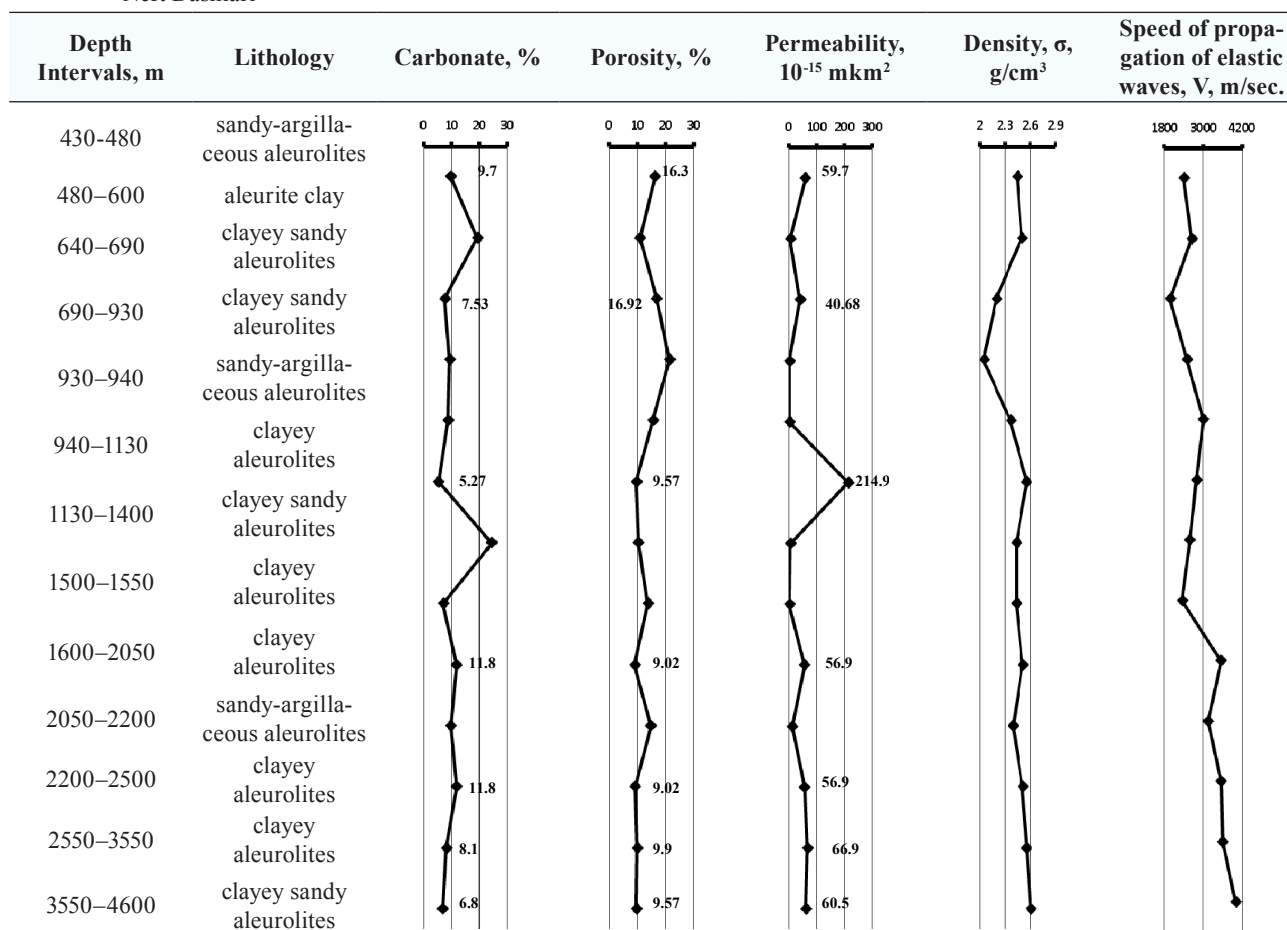 Depth
Intervals, m
Lithology
Carbonate, %
Porosity, %
Permeability,
10-15 mkm2
Density, σ,
g/cm3
Speed of propa-
gation of elastic
waves, V, m/sec.
430-480
sandy-argilla-
ceous aleurolites
0 10 20 30
0 10 20 30
0 100 200 300
2 2.3 2.6 2.9
1800 3000 4200
9.7
16.3
59.7
480–600
aleurite clay
640–690
clayey sandy
aleurolites
690–930
clayey sandy
aleurolites
7.53
16.92
40.68
930–940
sandy-argilla-
ceous aleurolites
940–1130
clayey
aleurolites
5.27
9.57
214.9
1130–1400
clayey sandy
aleurolites
1500–1550
clayey
aleurolites
1600–2050
clayey
aleurolites
11.8
9.02
56.9
2050–2200
sandy-argilla-
ceous aleurolites
2200–2500
clayey
aleurolites
11.8
9.02
56.9
2550–3550
clayey
aleurolites
8.1
9.9
66.9
3550–4600
clayey sandy
aleurolites
6.8
9.57
60.5